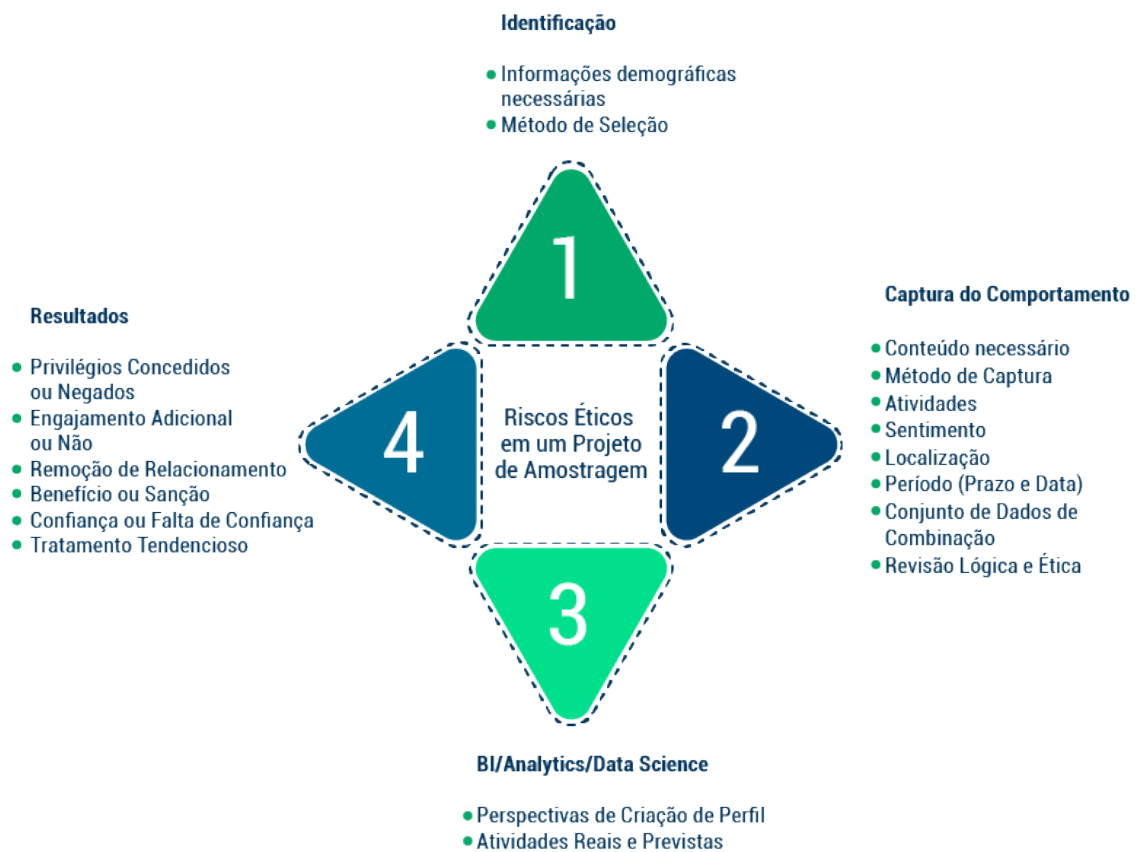 Identificação
Informações demográficas
necessárias
Método de Seleção
1
Captura do Comportamento
Conteúdo necessário
Método de Captura
Atividades
Sentimento
Localização
Período (Prazo e Data)
Conjunto de Dados de
Combinação
Revisão Lógica e Ética
2
Riscos Éticos
em um Projeto
de Amostragem
Resultados
Privilégios Concedidos
ou Negados
Engajamento Adicional
ou Não
Remoção de Relacionamento
Benefício ou Sanção
Confiança ou Falta de Confiança
Tratamento Tendencioso
4
3
BI/Analytics/Data Science
Perspectivas de Criação de Perfil
Atividades Reais e Previstas